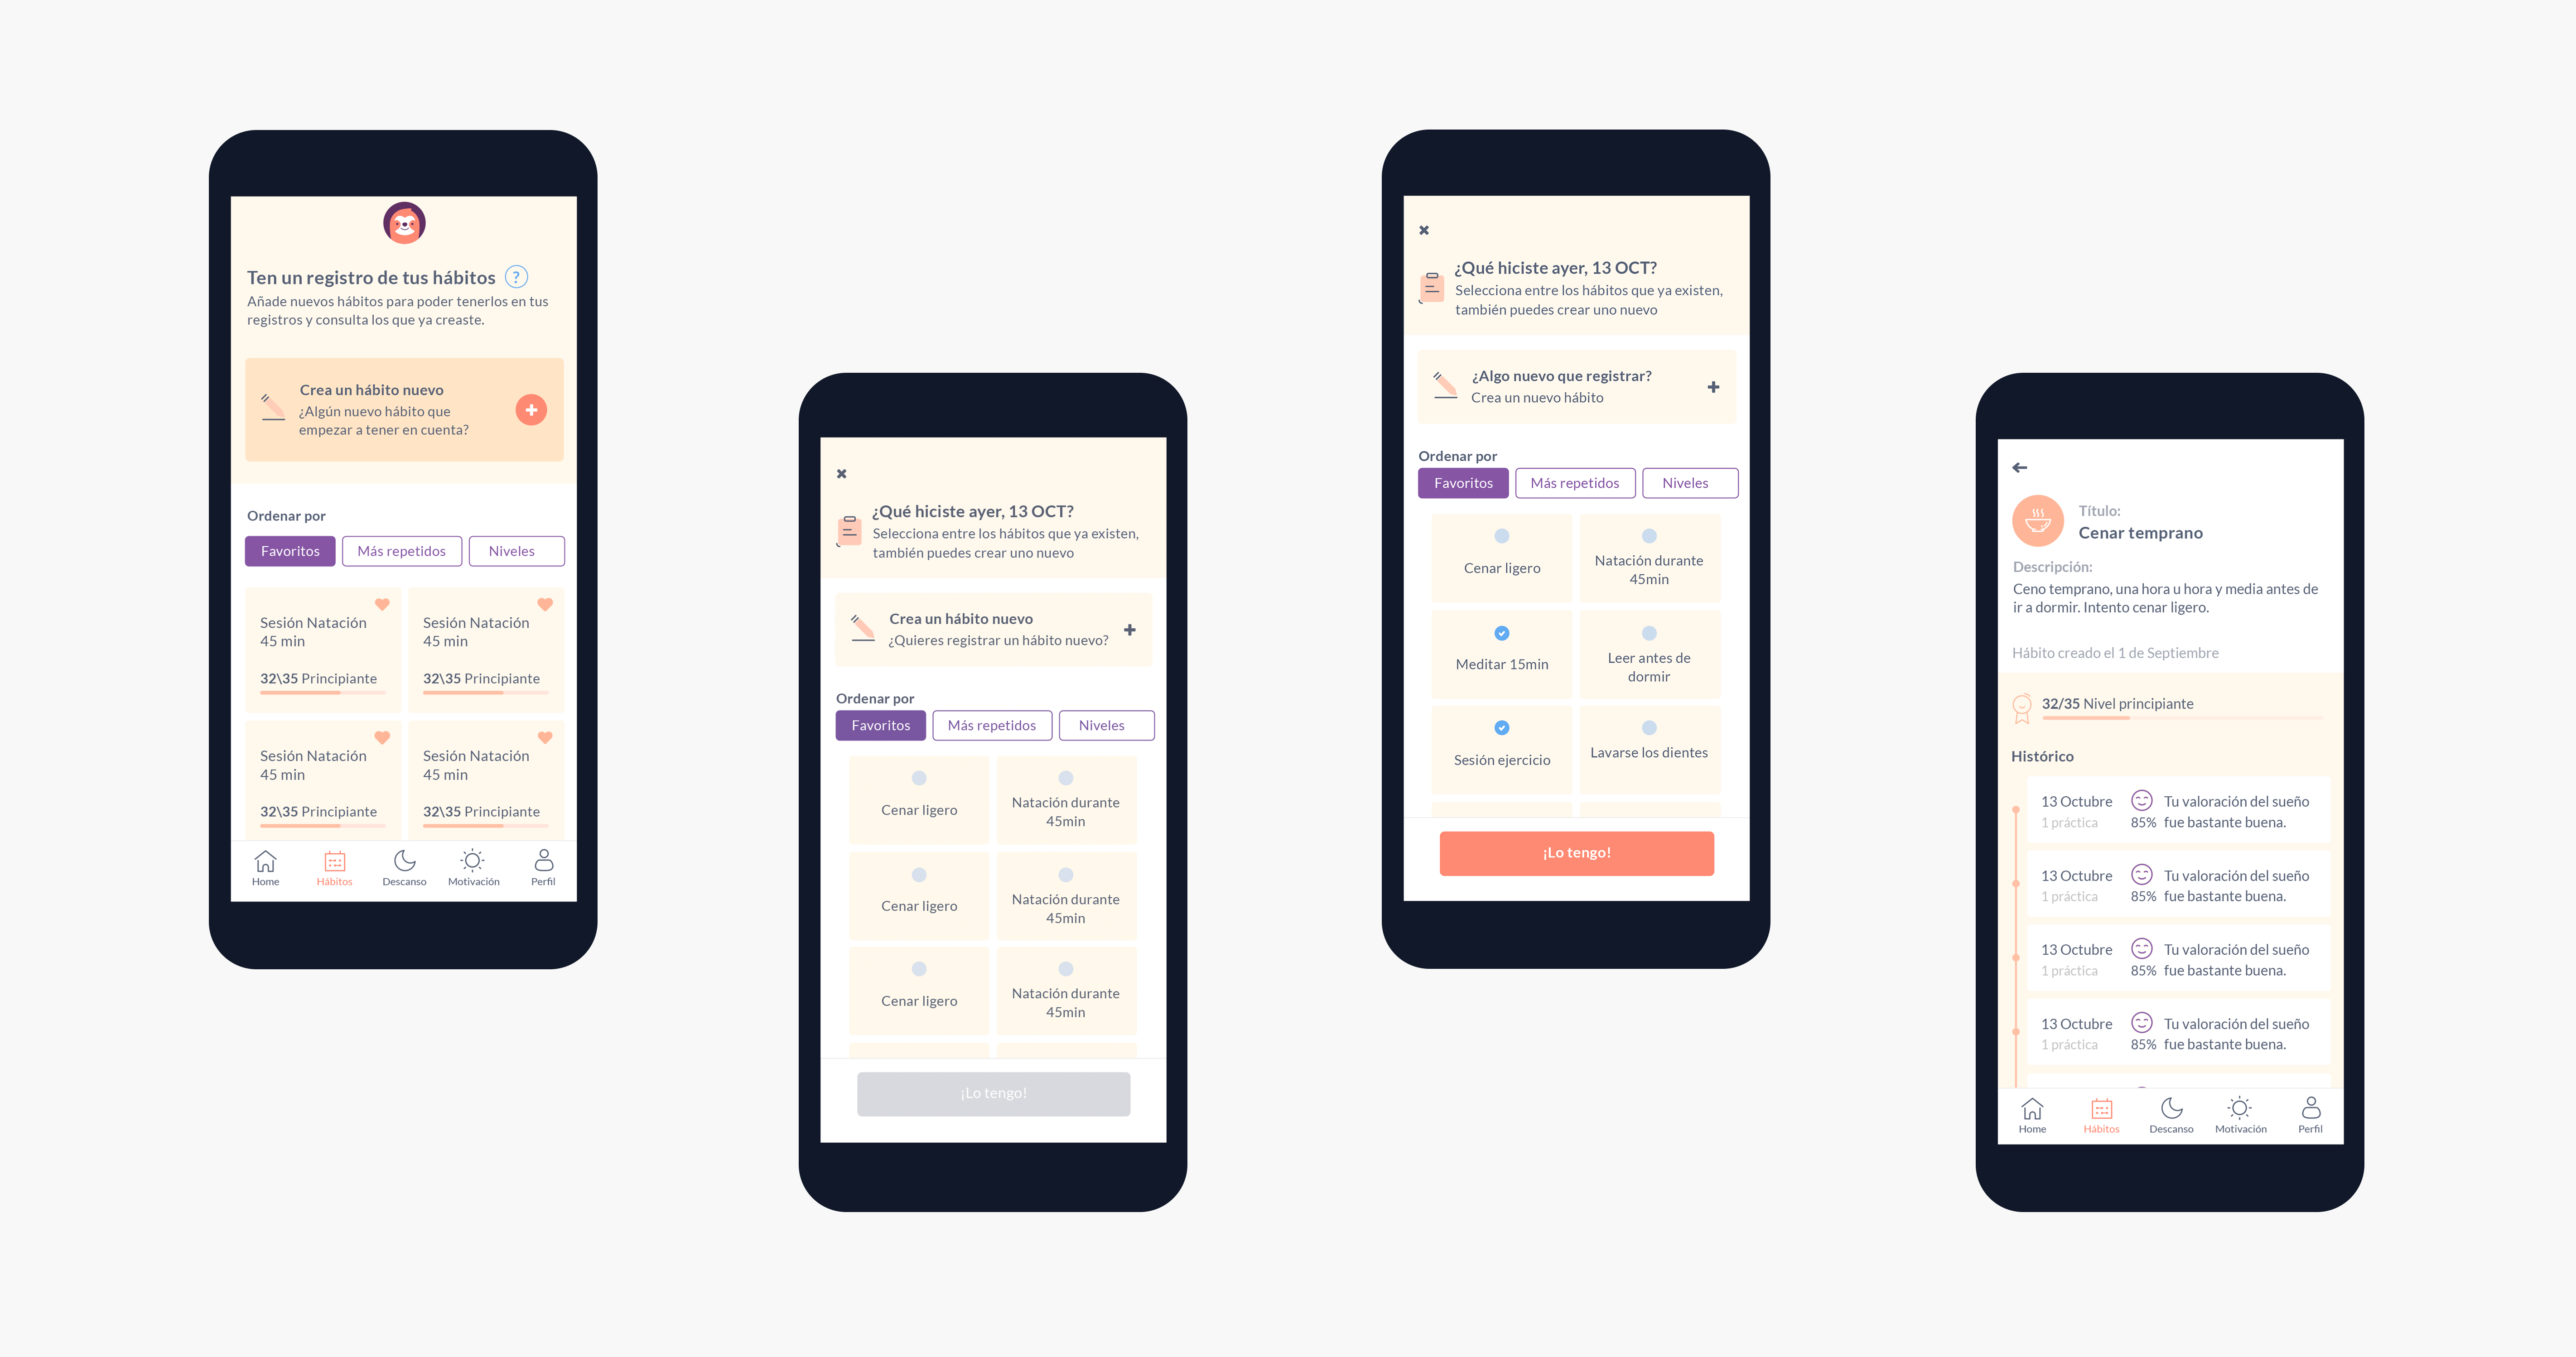 Ten un registro de tus hábitos ?
Añade nuevos hábitos para poder tenerlos en tus
registros y consulta los que ya creaste.
Crea un hábito nuevo
¿Algún nuevo hábito que
empezar a tener en cuenta?
Ordenar por
Favoritos Más repetidos Niveles
Sesión Natación
45 min
32\35 Principiante
Sesión Natación
45 min
32\35 Principiante
Sesión Natación
45 min
32\35 Principiante
Sesión Natación
45 min
32\35 Principiante
Home Hábitos Descanso Motivación Perfil
¿Qué hiciste ayer, 13 OCT?
Selecciona entre los hábitos que ya existen,
también puedes crear uno nuevo
Crea un hábito nuevo
¿Quieres registrar un hábito nuevo?
Ordenar por
Favoritos Más repetidos Niveles
Cenar ligero
Natación durante
45min
Cenar ligero
Natación durante
45min
Cenar ligero
Natación durante
45min
¡Lo tengo!
¿Qué hiciste ayer, 13 OCT?
Selecciona entre los hábitos que ya existen,
también puedes crear uno nuevo
¿Algo nuevo que registrar?
Crea un nuevo hábito
Ordenar por
Favoritos Más repetidos Niveles
Cenar ligero
Natación durante
45min
Meditar 15min
Leer antes de
dormir
Sesión ejercicio
Lavarse los dientes
¡Lo tengo!
Título:
Cenar temprano
Descripción:
Ceno temprano, una hora u hora y media antes de
ir a dormir. Intento cenar ligero.
Hábito creado el 1 de Septiembre
32/35 Nivel principiante
Histórico
13 Octubre Tu valoración del sueño
1 práctica 85% fue bastante buena.
13 Octubre Tu valoración del sueño
1 práctica 85% fue bastante buena.
13 Octubre Tu valoración del sueño
1 práctica 85% fue bastante buena.
13 Octubre Tu valoración del sueño
1 práctica 85% fue bastante buena.
Home Hábitos Descanso Motivación Perfil